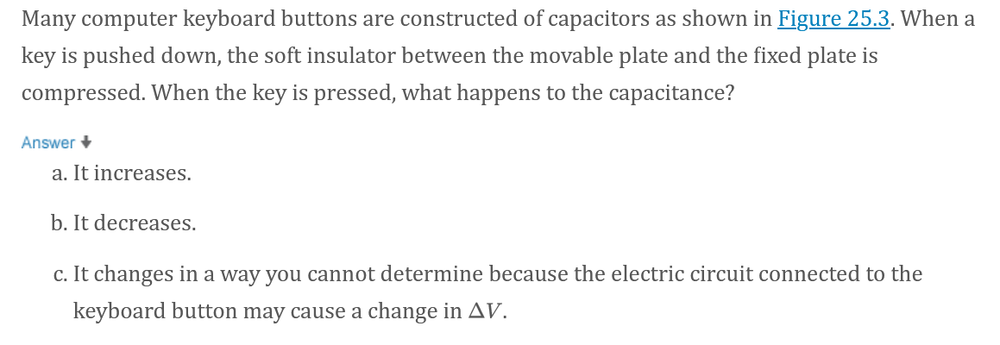 Many computer keyboard buttons are constructed of capacitors as shown in Figure 25.3. When a
key is pushed down, the soft insulator between the movable plate and the fixed plate is
compressed. When the key is pressed, what happens to the capacitance?
Answer
a. It increases.
b. It decreases.
c. It changes in a way you cannot determine because the electric circuit connected to the
keyboard button may cause a change in ΔV.